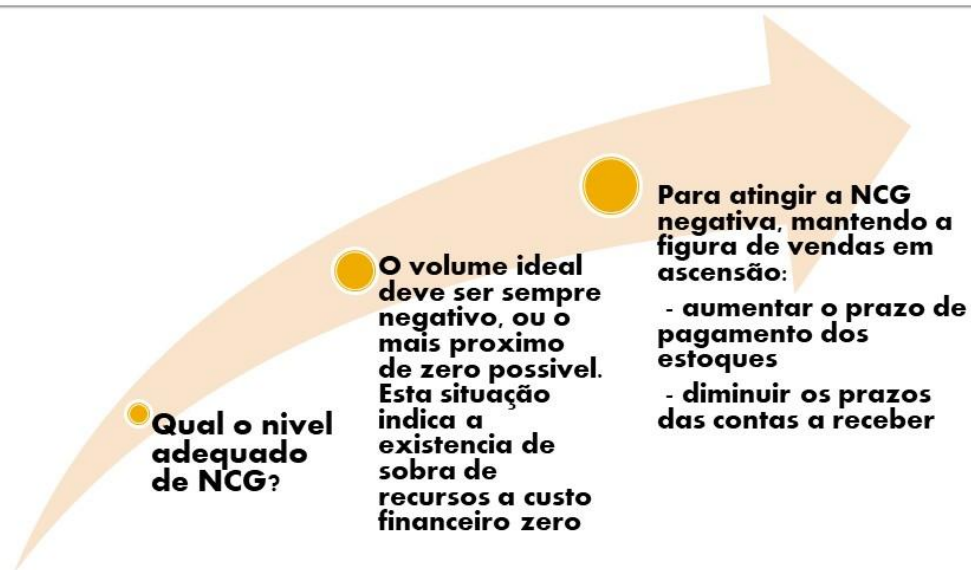 Qual o nivel
adequado
de NCG?
O volume ideal
deve ser sempre
negativo, ou o
mais proximo
de zero possivel.
Esta situação
indica a
existencia de
sobra de
recursos a custo
financeiro zero
Para atingir a NCG
negativa, mantendo a
figura de vendas em
ascensão:
- aumentar o prazo de
pagamento dos
estoques
- diminuir os prazos
das contas a receber